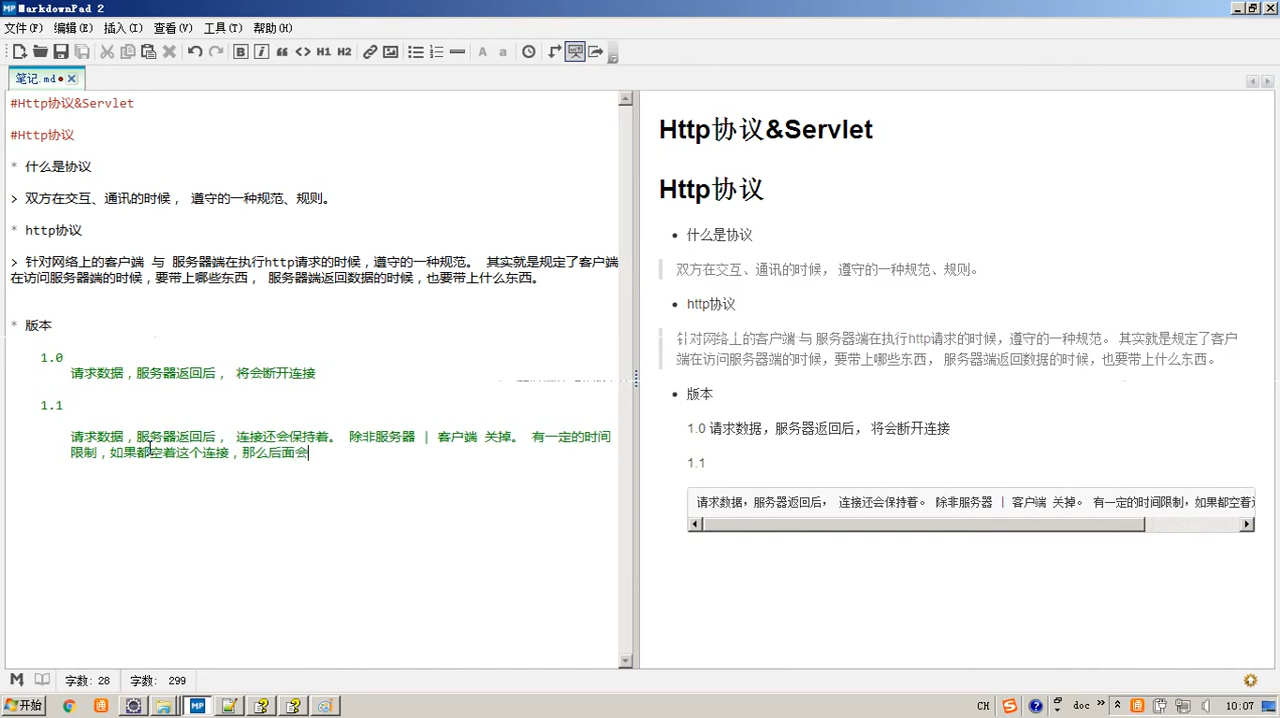 MarkdownPad 2
文件(F) 编辑(E) 插入(I) 查看(V) 工具(T) 帮助(H)
B i H1 H2 A a
笔记.md
#Http协议&Servlet
#Http协议
* 什么是协议
> 双方在交互、通讯的时候， 遵守的一种规范、规则。
* http协议
> 针对网络上的客户端 与 服务器端在执行http请求的时候，遵守的一种规范。 其实就是规定了客户端
在访问服务器端的时候，要带上哪些东西， 服务器端返回数据的时候，也要带上什么东西。
* 版本
1.0
请求数据，服务器返回后， 将会断开连接
1.1
请求数据，服务器返回后， 连接还会保持着。 除非服务器 | 客户端 关掉。 有一定的时间
限制，如果都空着这个连接，那么后面会
Http协议&Servlet
Http协议
• 什么是协议
双方在交互、通讯的时候， 遵守的一种规范、规则。
• http协议
针对网络上的客户端 与 服务器端在执行http请求的时候，遵守的一种规范。 其实就是规定了客户
端在访问服务器端的时候，要带上哪些东西， 服务器端返回数据的时候，也要带上什么东西。
• 版本
1.0 请求数据，服务器返回后， 将会断开连接
1.1
请求数据，服务器返回后， 连接还会保持着。 除非服务器 | 客户端 关掉。 有一定的时间限制，如果都空着
字数: 28 字数: 299
开始 MP CH doc 10:07